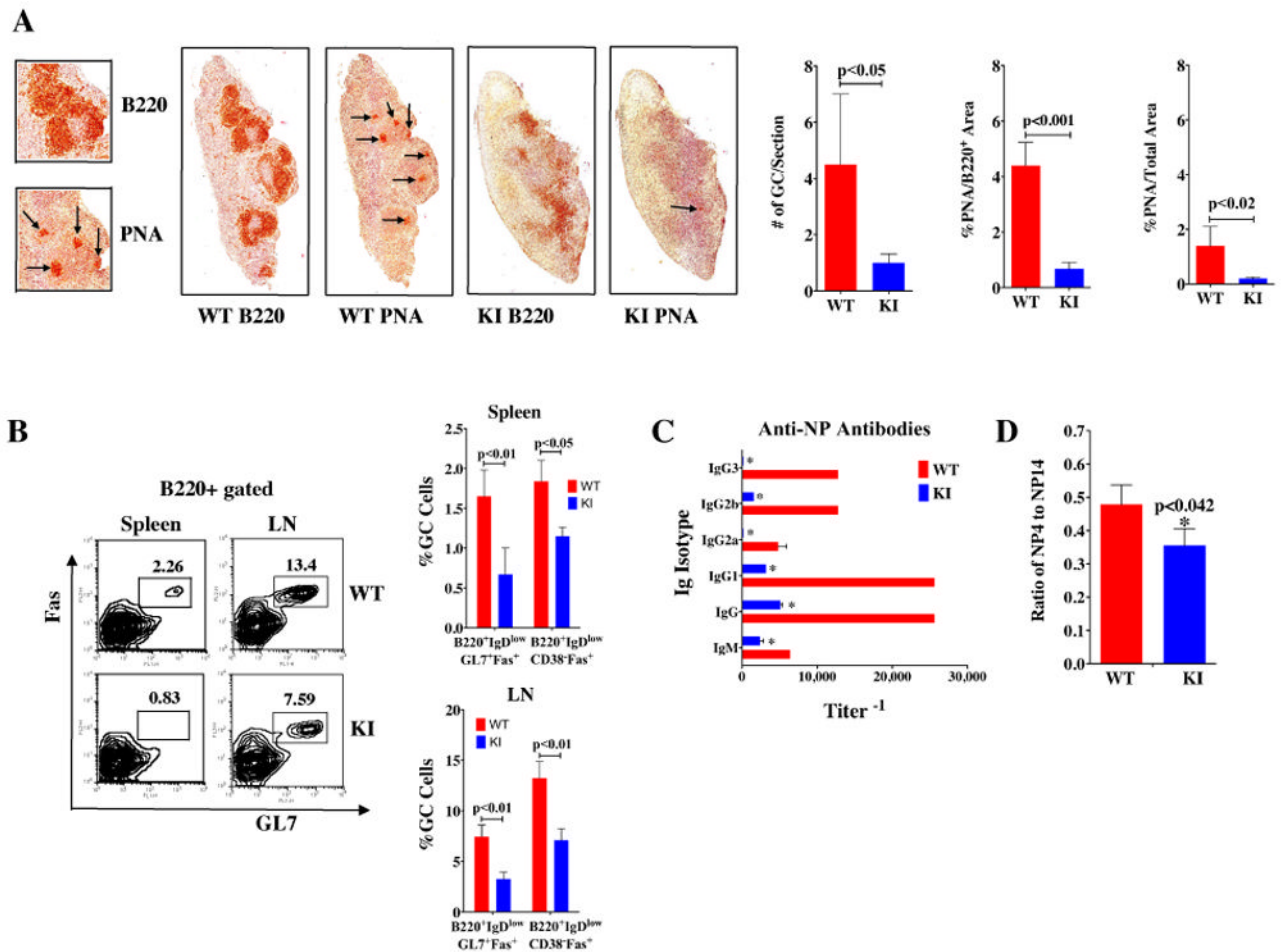 A
B220
PNA
WT B220
WT PNA
KI B220
KI PNA
# of GC/Section
8
6
4
2
0
p<0.05
WT
KI
%PNA/B220+ Area
8
6
4
2
0
p<0.001
WT
KI
%PNA/Total Area
8
6
4
2
0
p<0.02
WT
KI
B
B220+ gated
Spleen
LN
2.26
13.4
WT
0.83
7.59
KI
Fas
GL7
Spleen
%GC Cells
2.5
2.0
1.5
1.0
0.5
0.0
p<0.01
p<0.05
WT
KI
B220+IgDlow
GL7+Fas+
B220+IgDlow
CD38-Fas+
LN
%GC Cells
20
15
10
5
0
WT
KI
p<0.01
p<0.01
B220+IgDlow
GL7+Fas+
B220+IgDlow
CD38-Fas+
C
Anti-NP Antibodies
Ig Isotype
IgG3
*
IgG2b
*
IgG2a
*
IgG1
*
IgG
*
IgM
*
WT
KI
0
10,000
20,000
30,000
Titer -1
D
Ratio of NP4 to NP14
0.7
0.6
0.5
0.4
0.3
0.2
0.1
0.0
p<0.042
*
WT
KI